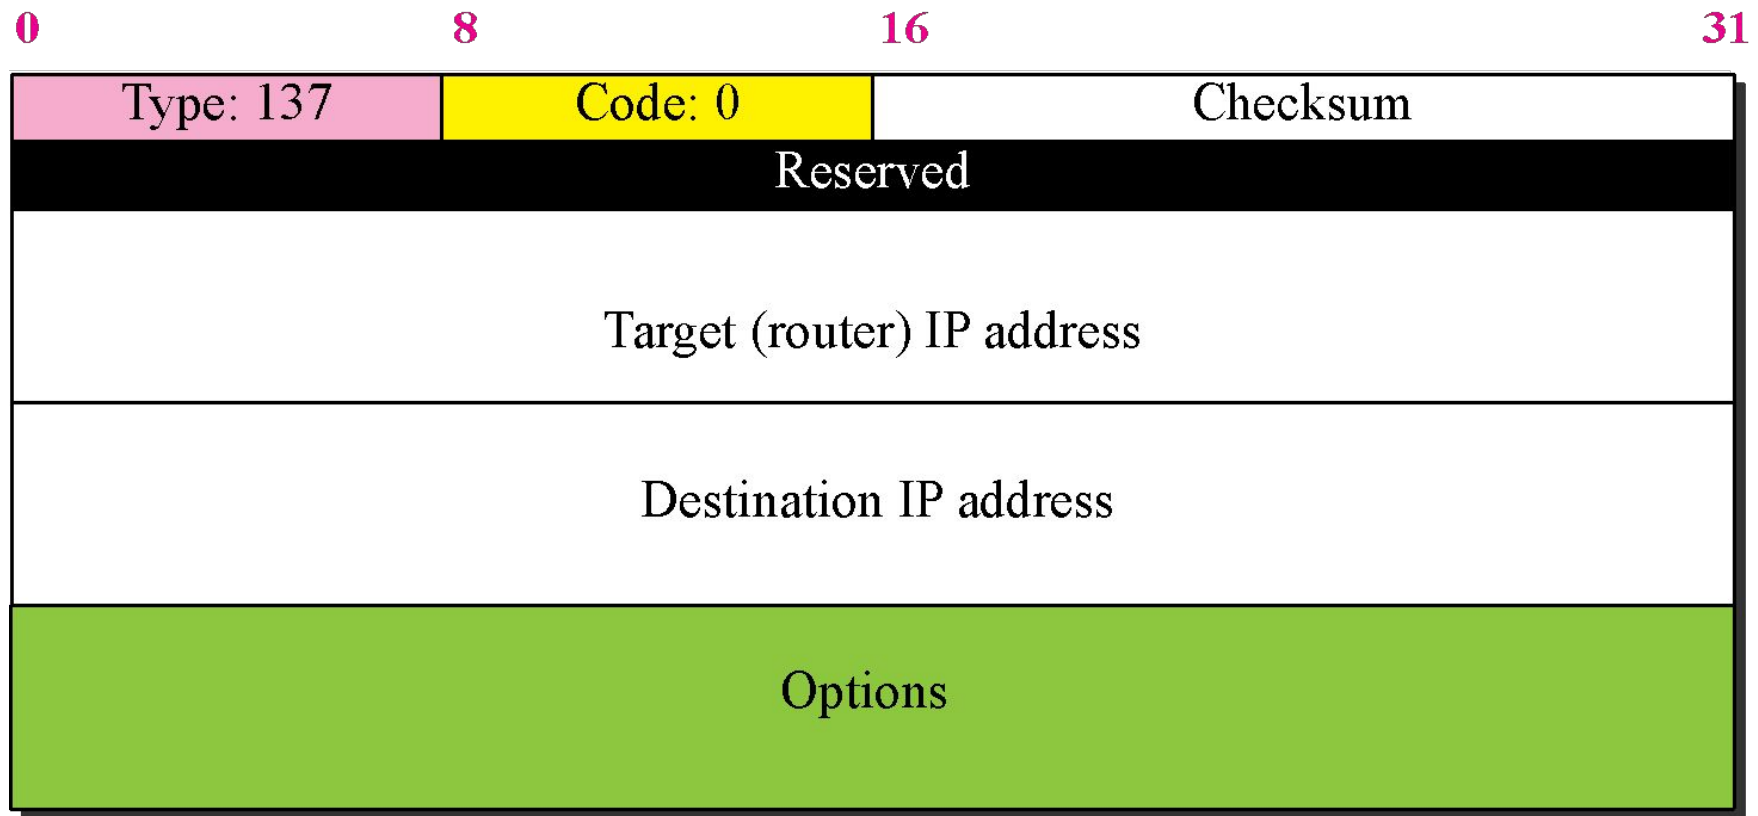 0 8 16 31
Type: 137 Code: 0 Checksum
Reserved
Target (router) IP address
Destination IP address
Options